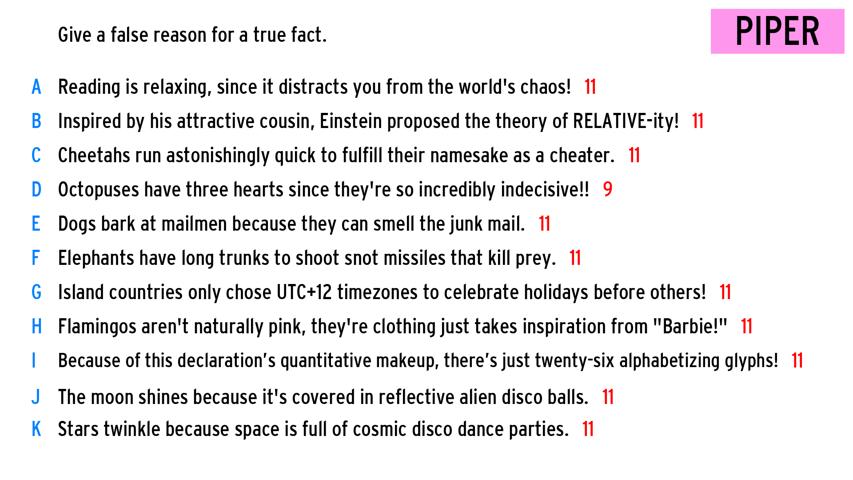 Give a false reason for a true fact.
PIPER
A Reading is relaxing, since it distracts you from the world's chaos! 11
B Inspired by his attractive cousin, Einstein proposed the theory of RELATIVE-ity! 11
C Cheetahs run astonishingly quick to fulfill their namesake as a cheater. 11
D Octopuses have three hearts since they're so incredibly indecisive!! 9
E Dogs bark at mailmen because they can smell the junk mail. 11
F Elephants have long trunks to shoot snot missiles that kill prey. 11
G Island countries only chose UTC+12 timezones to celebrate holidays before others! 11
H Flamingos aren't naturally pink, they're clothing just takes inspiration from "Barbie!" 11
I Because of this declaration’s quantitative makeup, there’s just twenty-six alphabetizing glyphs! 11
J The moon shines because it's covered in reflective alien disco balls. 11
K Stars twinkle because space is full of cosmic disco dance parties. 11